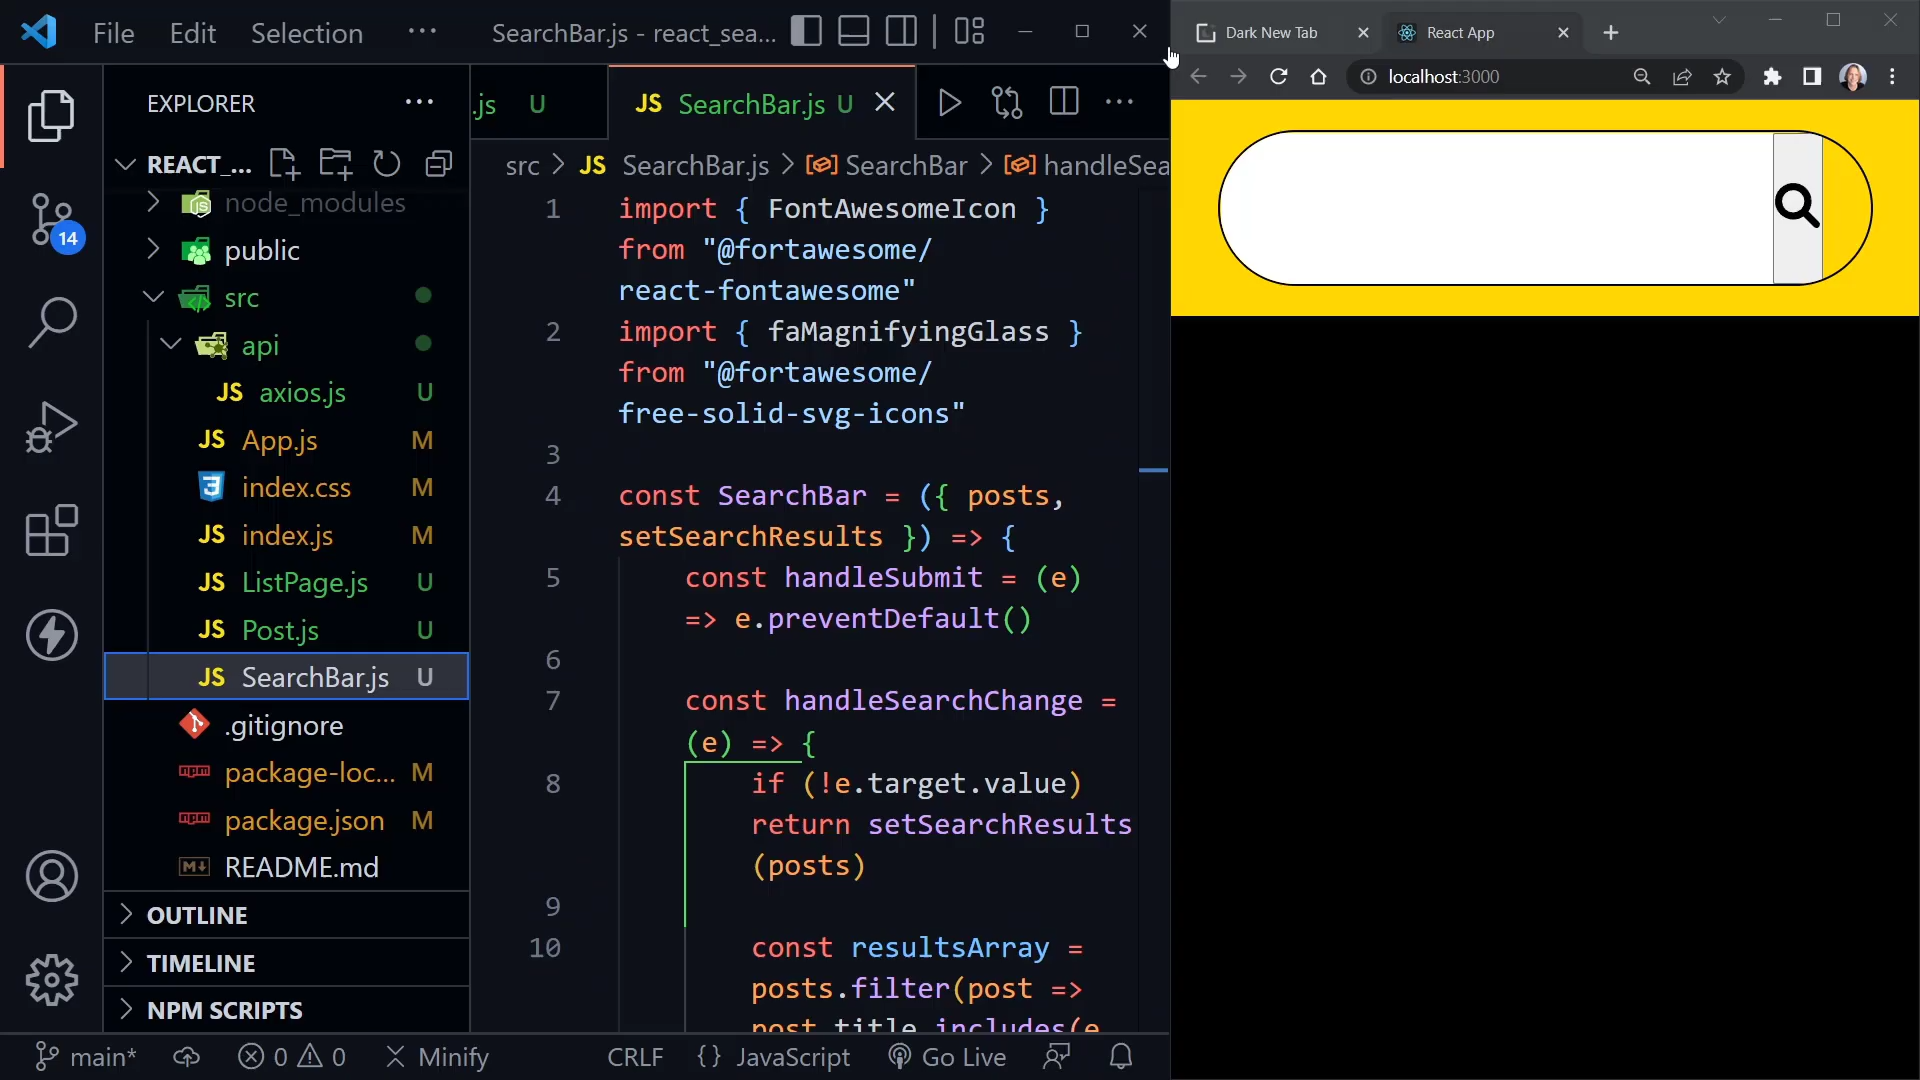 File Edit Selection ··· SearchBar.js - react_sea...
Dark New Tab
React App
localhost:3000
EXPLORER ···
REACT_...
node_modules
public
src
api
JS axios.js U
JS App.js M
index.css M
JS index.js M
JS ListPage.js U
JS Post.js U
JS SearchBar.js U
.gitignore
package-loc... M
package.json M
README.md
OUTLINE
TIMELINE
NPM SCRIPTS
14
.js U
JS SearchBar.js U
src > JS SearchBar.js > SearchBar > handleSea
1 import { FontAwesomeIcon }
from "@fortawesome/
react-fontawesome"
2 import { faMagnifyingGlass }
from "@fortawesome/
free-solid-svg-icons"
3
4 const SearchBar = ({ posts,
setSearchResults }) => {
5 const handleSubmit = (e)
=> e.preventDefault()
6
7 const handleSearchChange =
(e) => {
8 if (!e.target.value)
return setSearchResults
(posts)
9
10 const resultsArray =
posts.filter(post =>
post.title.includes(e
main* 0 0 Minify CRLF {} JavaScript Go Live